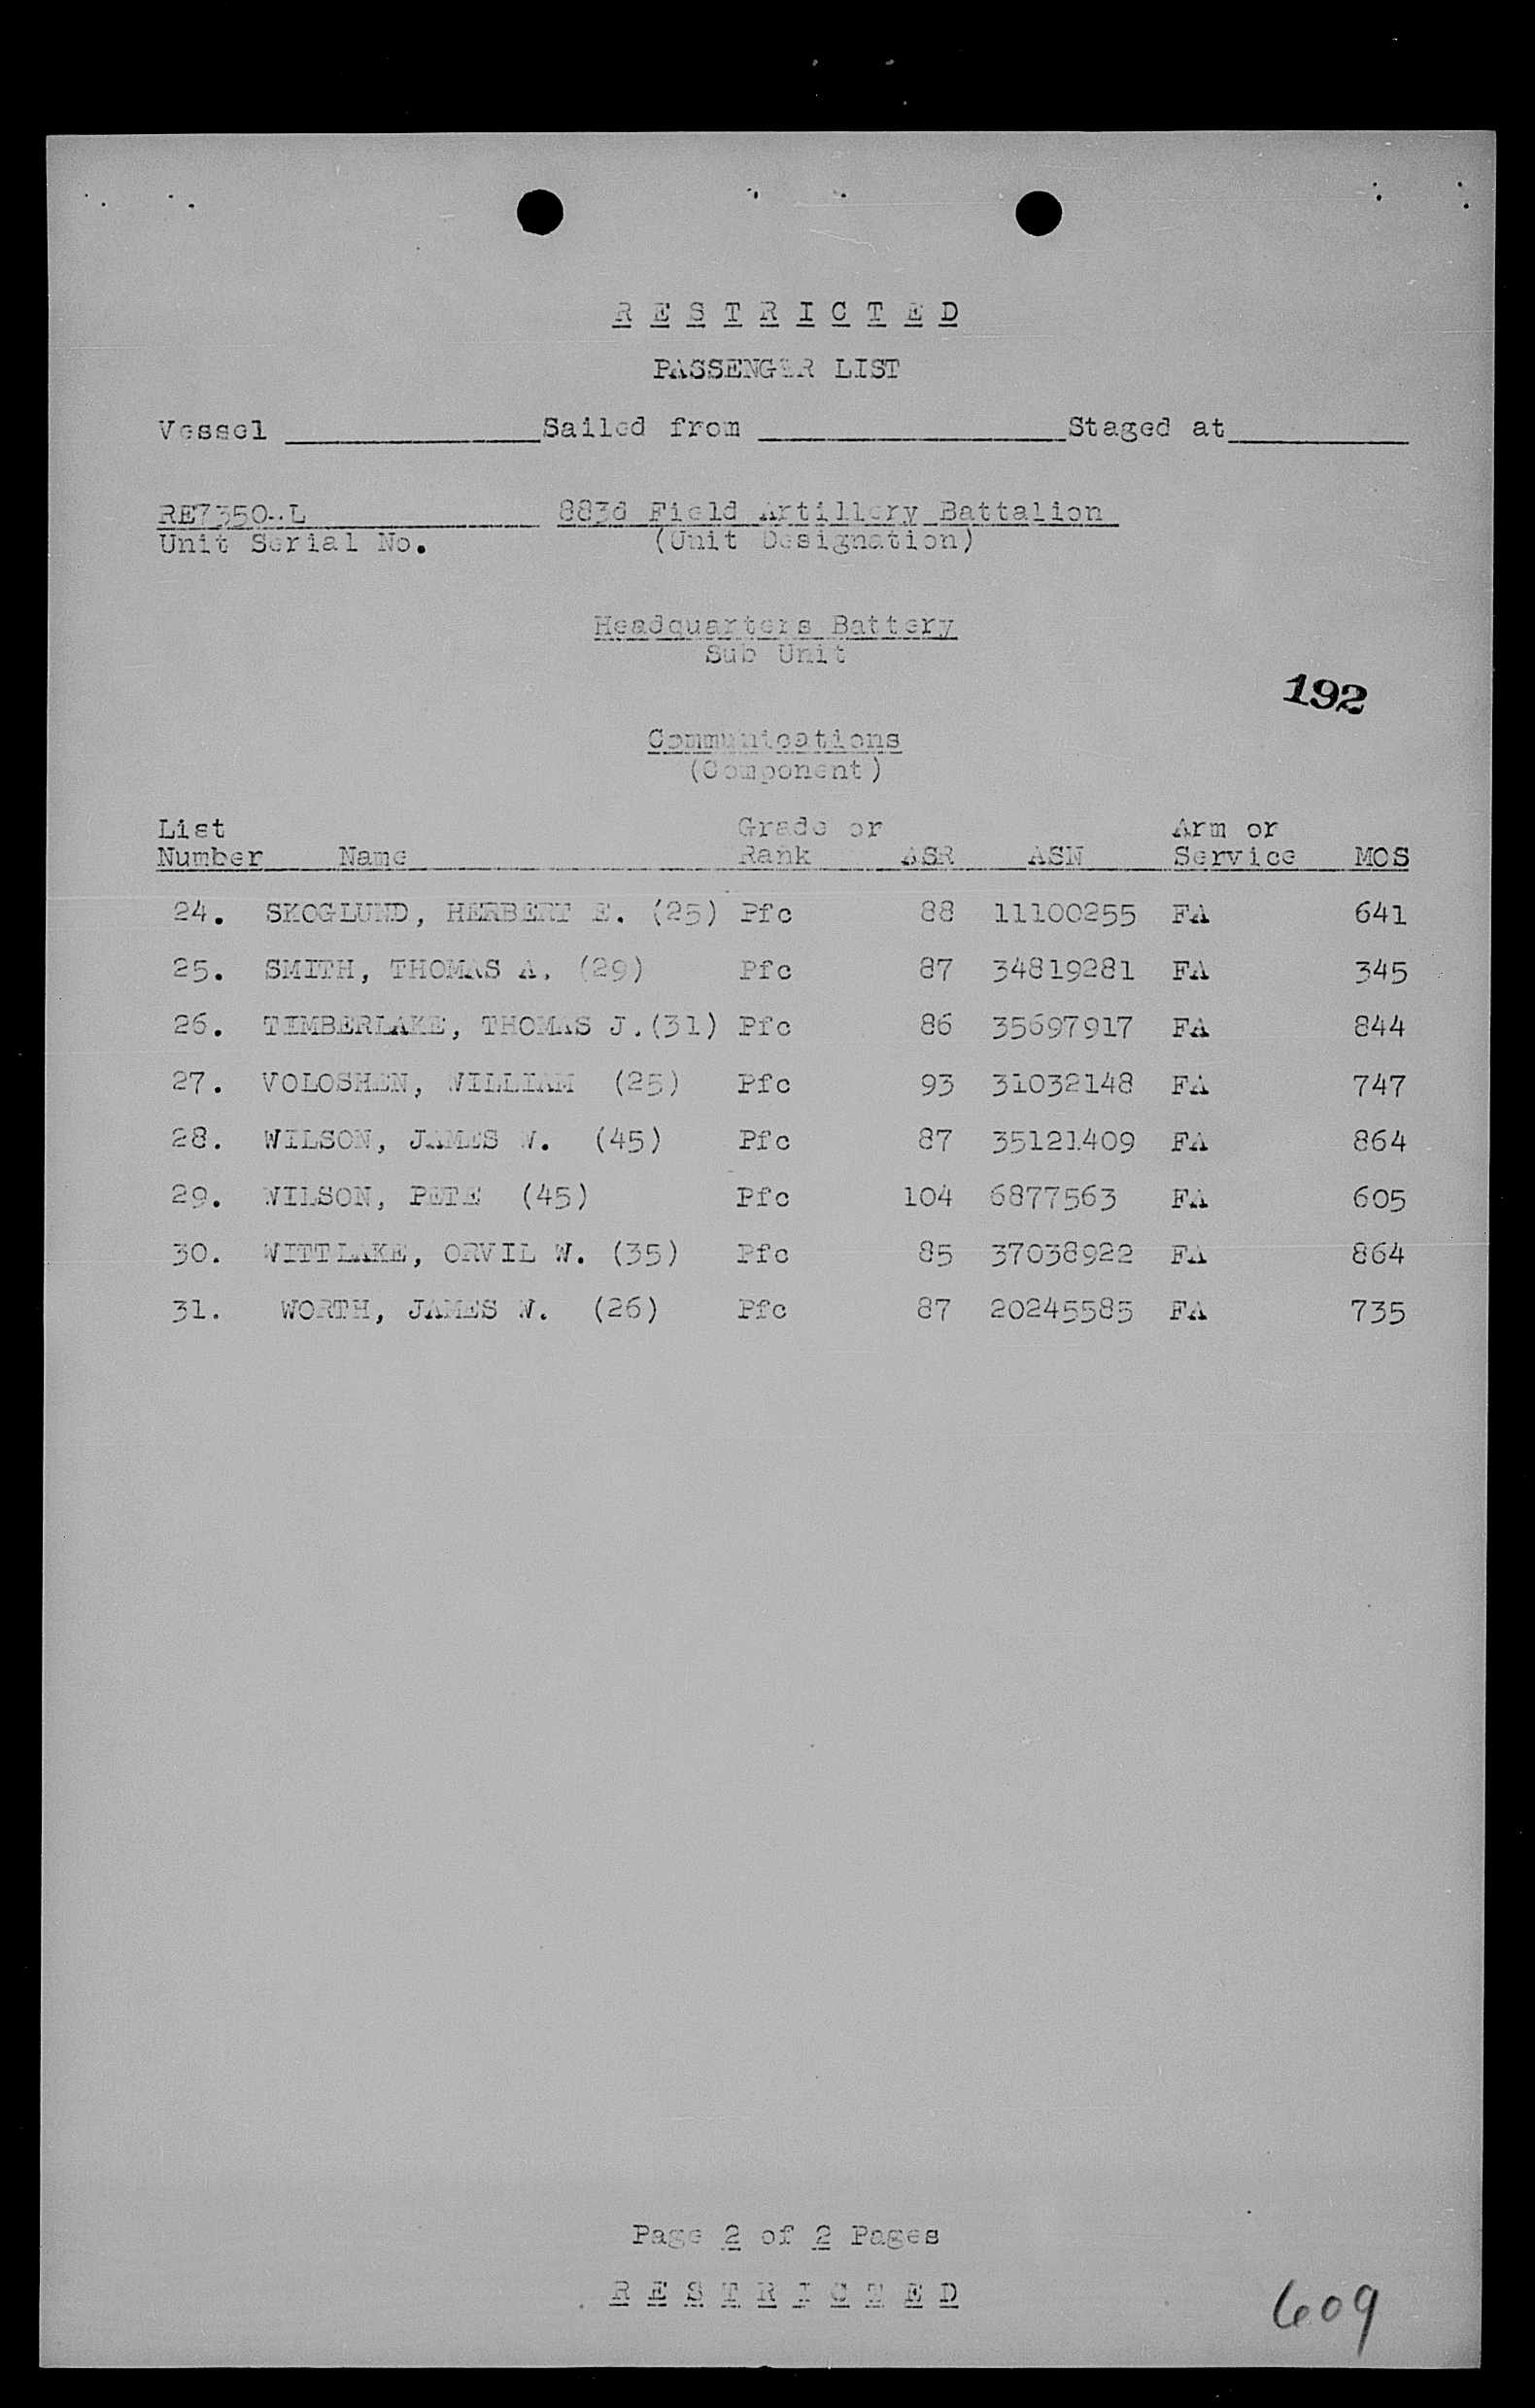 R E S T R I C T E D
PASSENGER LIST
Vessel ______________Sailed from _________________Staged at__________
RE7350-L 883d Field Artillery Battalion
Unit Serial No. (Unit Designation)
Headquarters Battery
Sub Unit
192
Communications
(Component)
List Grade or Arm or
Number Name Rank ASR ASN Service MOS
24. SKOGLUND, HERBERT E. (25) Pfc 88 11100255 FA 641
25. SMITH, THOMAS A. (29) Pfc 87 34819281 FA 345
26. TIMBERLAKE, THOMAS J.(31) Pfc 86 35697917 FA 844
27. VOLOSHEN, WILLIAM (25) Pfc 93 31032148 FA 747
28. WILSON, JAMES W. (45) Pfc 87 35121409 FA 864
29. WILSON, PETE (45) Pfc 104 6877563 FA 605
30. WITTLAKE, ORVIL W. (35) Pfc 85 37038922 FA 864
31. WORTH, JAMES W. (26) Pfc 87 20245585 FA 735
Page 2 of 2 Pages
R E S T R I C T E D
609